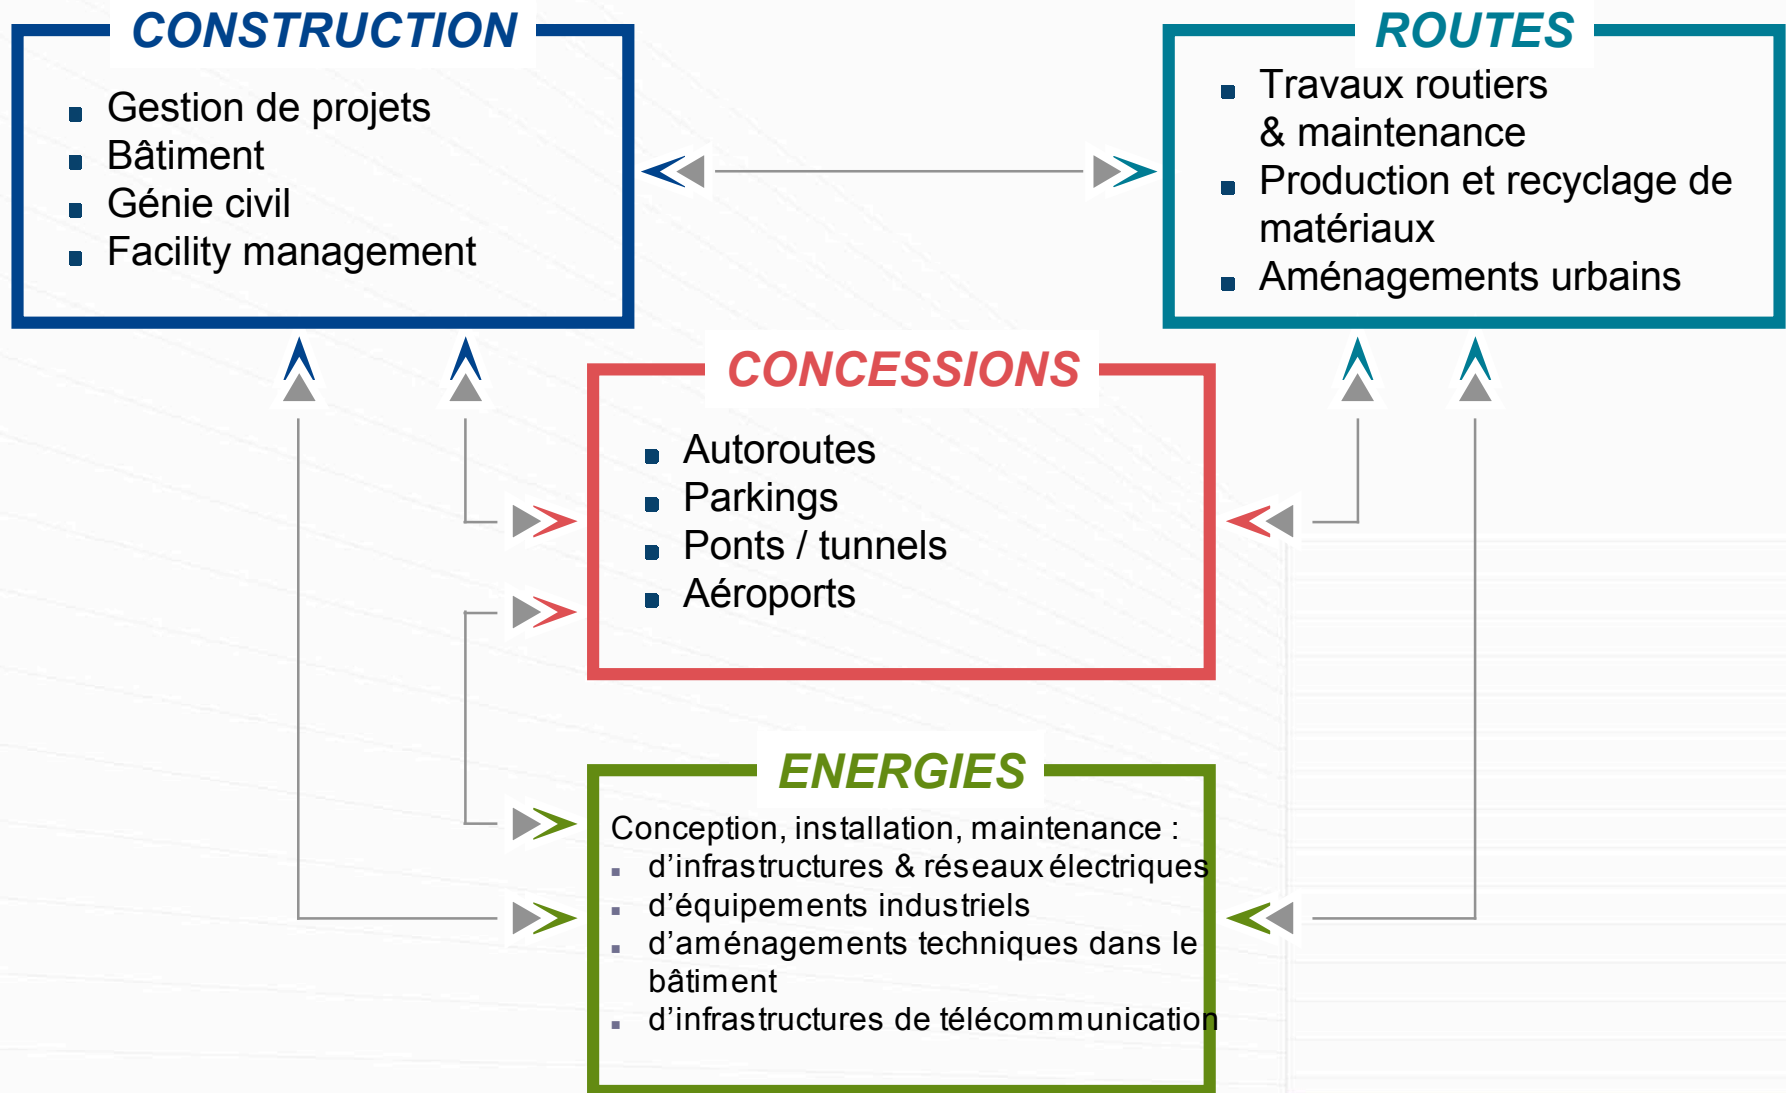 CONSTRUCTION
Gestion de projets
Bâtiment
Génie civil
Facility management
ROUTES
Travaux routiers
& maintenance
Production et recyclage de
matériaux
Aménagements urbains
CONCESSIONS
Autoroutes
Parkings
Ponts / tunnels
Aéroports
ENERGIES
Conception, installation, maintenance :
d’infrastructures & réseaux électriques
d’équipements industriels
d’aménagements techniques dans le
bâtiment
d’infrastructures de télécommunication